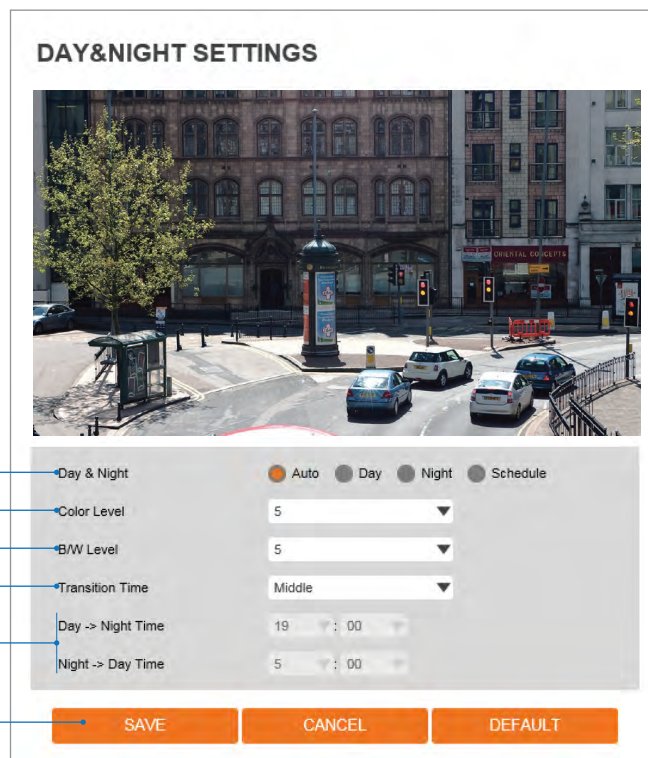 DAY&NIGHT SETTINGS
ORIENTAL CONCEPTS
Day & Night Auto Day Night Schedule
Color Level 5
B/W Level 5
Transition Time Middle
Day -> Night Time 19 : 00
Night -> Day Time 5 : 00
SAVE CANCEL DEFAULT